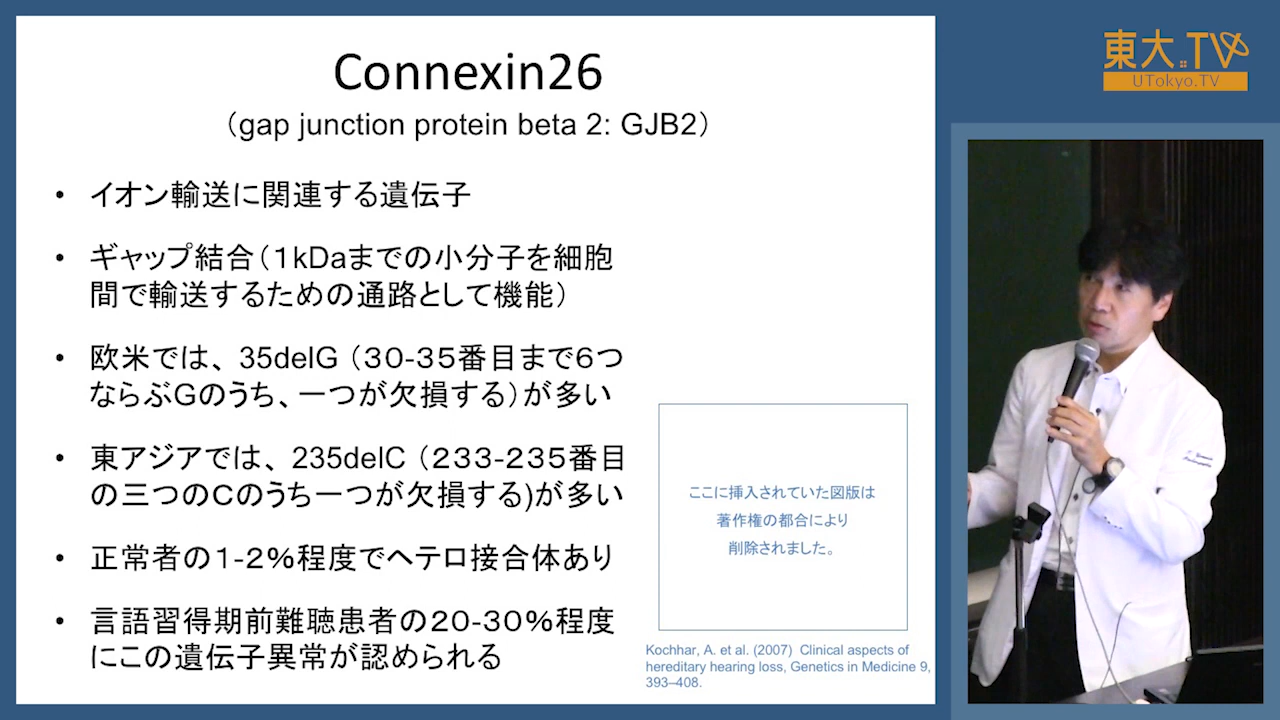 Connexin26
（gap junction protein beta 2: GJB2）
• イオン輸送に関連する遺伝子
• ギャップ結合（１kDaまでの小分子を細胞
間で輸送するための通路として機能）
• 欧米では、35delG （３０-３５番目まで６つ
ならぶGのうち、一つが欠損する）が多い
• 東アジアでは、235delC （２３３-２３５番目
の三つのCのうち一つが欠損する)が多い
• 正常者の１-２％程度でヘテロ接合体あり
• 言語習得期前難聴患者の２０-３０％程度
にこの遺伝子異常が認められる
ここに挿入されていた図版は
著作権の都合により
削除されました。
Kochhar, A. et al. (2007) Clinical aspects of
hereditary hearing loss, Genetics in Medicine 9,
393–408.
東大.TV
UTokyo.TV